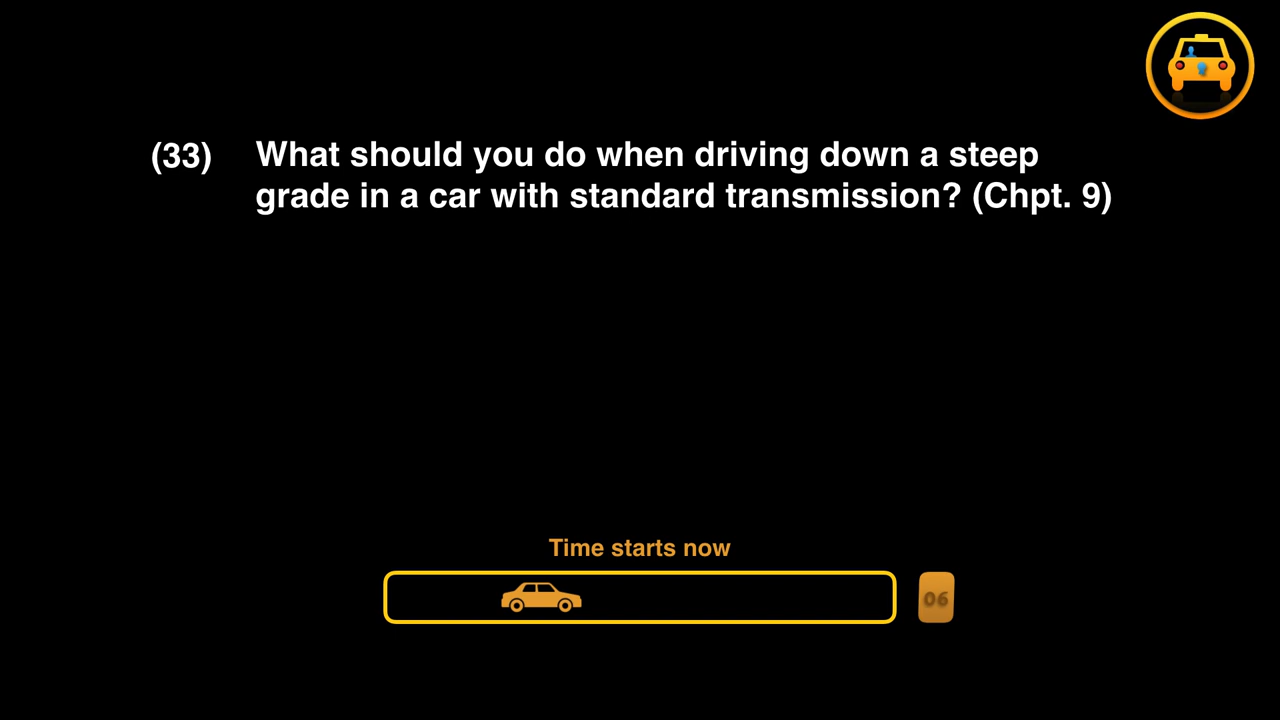 (33) What should you do when driving down a steep
grade in a car with standard transmission? (Chpt. 9)
Time starts now
06